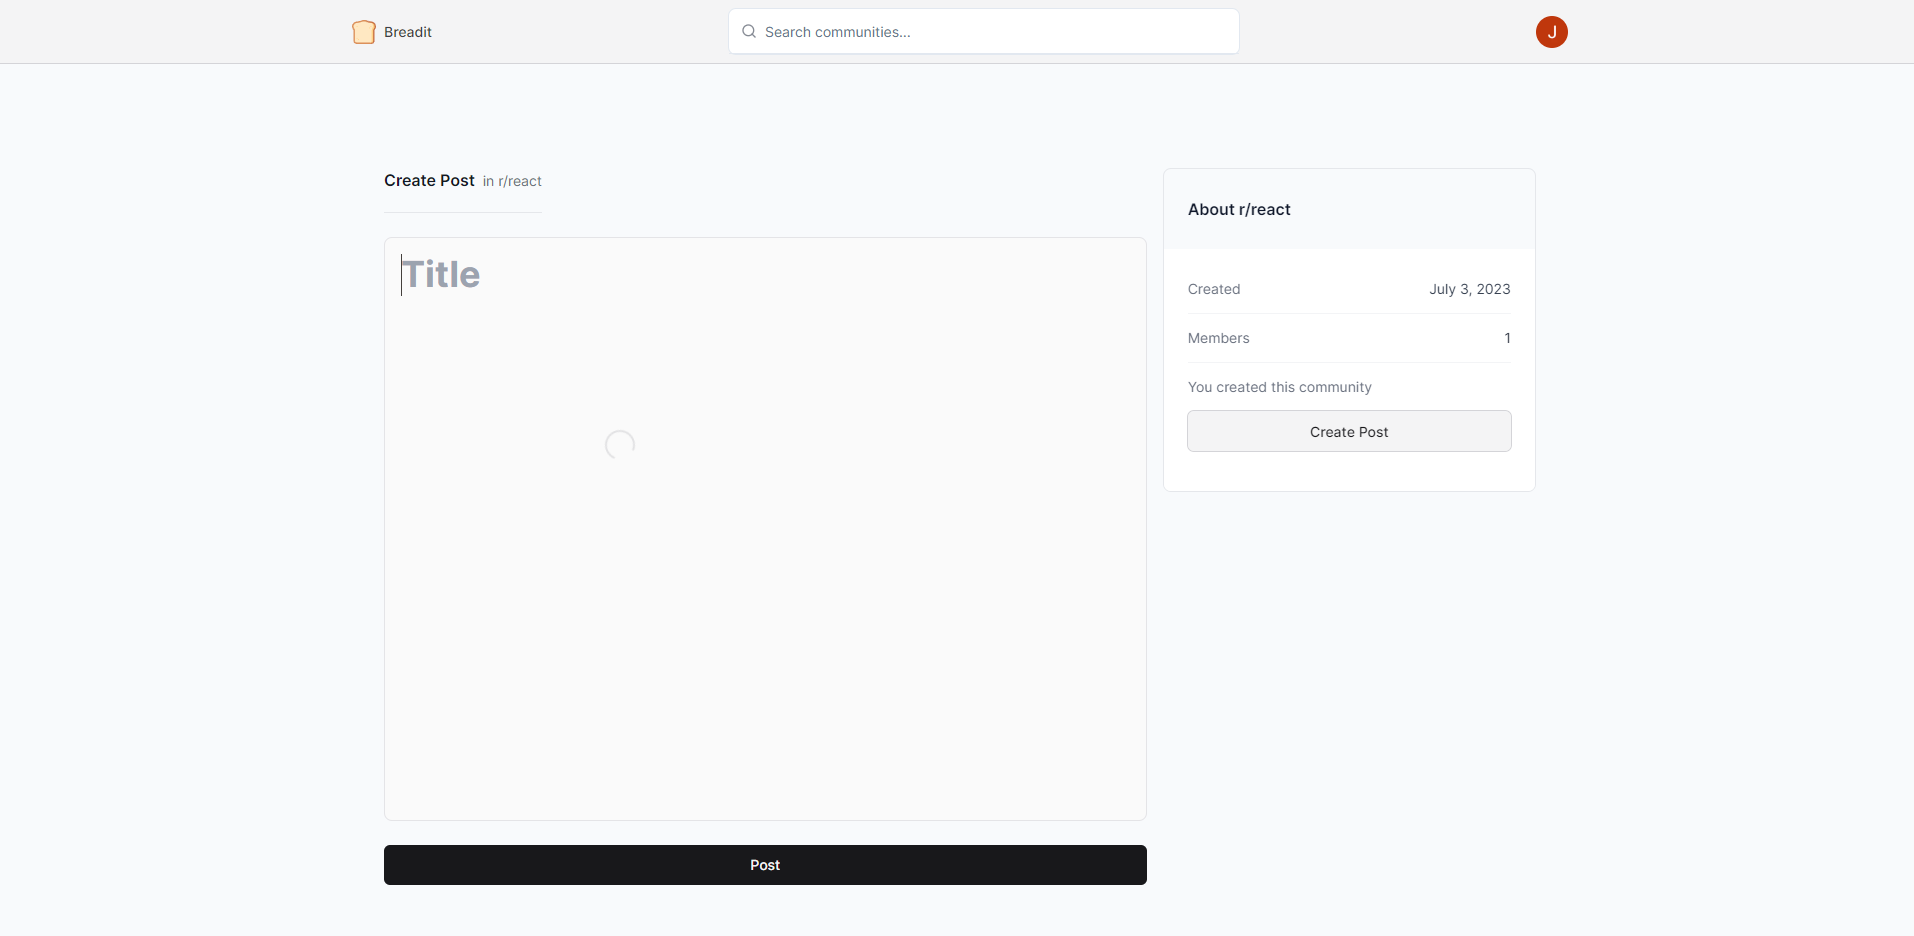 Breadit
Search communities...
J
Create Post in r/react
Title
Post
About r/react
Created July 3, 2023
Members 1
You created this community
Create Post